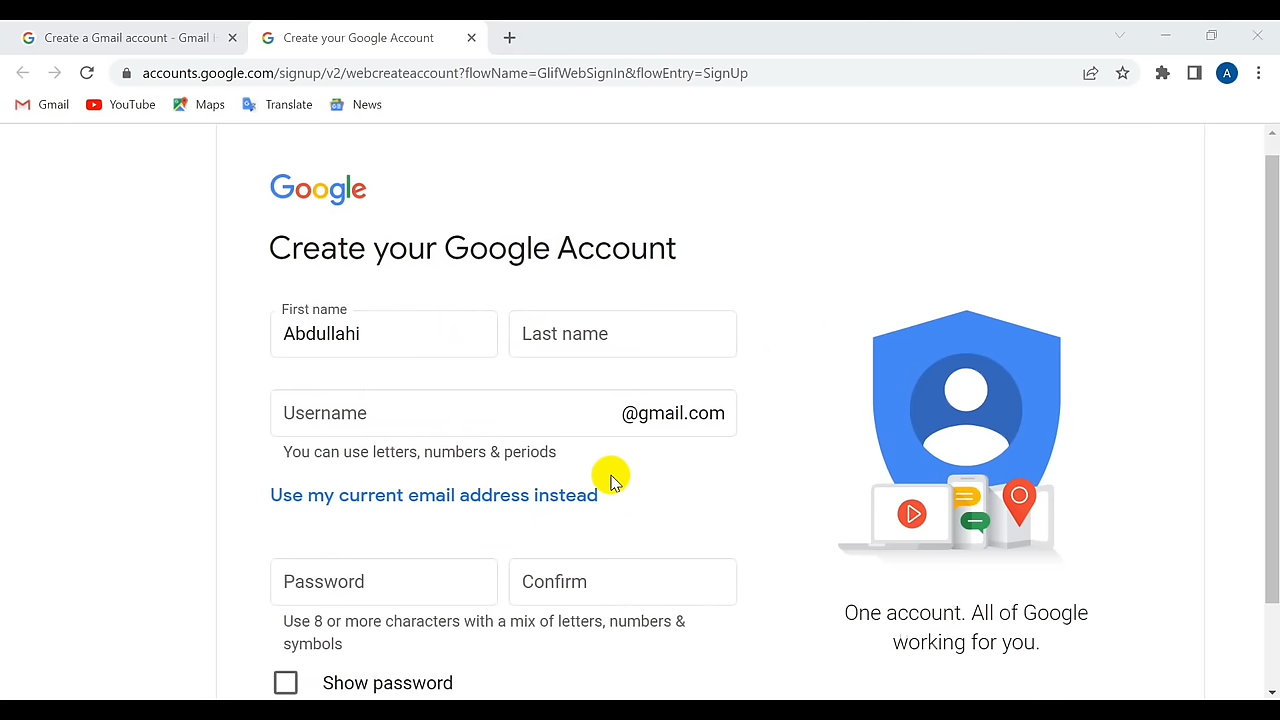 Create a Gmail account - Gmail
Create your Google Account
accounts.google.com/signup/v2/webcreateaccount?flowName=GlifWebSignIn&flowEntry=SignUp
A
Gmail
YouTube
Maps
Translate
News
Google
Create your Google Account
First name
Abdullahi
Last name
Username
@gmail.com
You can use letters, numbers & periods
Use my current email address instead
Password
Confirm
Use 8 or more characters with a mix of letters, numbers &
symbols
Show password
One account. All of Google
working for you.